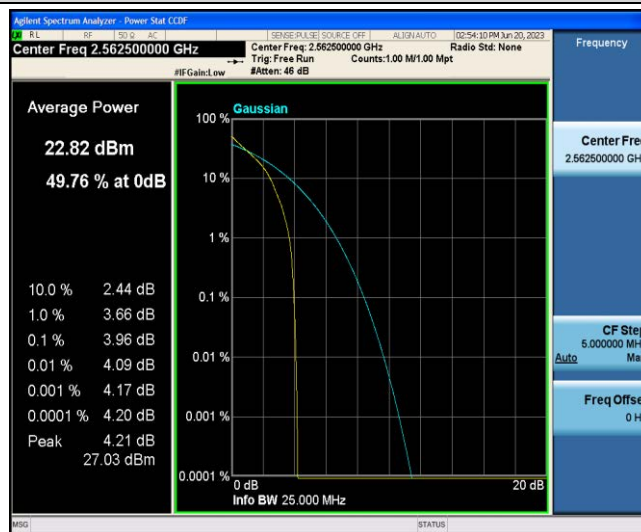 Agilent Spectrum Analyzer - Power Stat CCDF
RL RF 50 Ω AC SENSE:PULSE SOURCE OFF ALIGNAUTO 02:54:10 PM Jun 20, 2023
Center Freq 2.562500000 GHz
Center Freq: 2.562500000 GHz Radio Std: None
Trig: Free Run Counts:1.00 M/1.00 Mpt
#IFGain:Low #Atten: 46 dB
Frequency
Average Power
22.82 dBm
49.76 % at 0dB
10.0 % 2.44 dB
1.0 % 3.66 dB
0.1 % 3.96 dB
0.01 % 4.09 dB
0.001 % 4.17 dB
0.0001 % 4.20 dB
Peak 4.21 dB
27.03 dBm
Gaussian
100 %
10 %
1 %
0.1 %
0.01 %
0.001 %
0.0001 %
0 dB 20 dB
Info BW 25.000 MHz
Center Fre
2.562500000 GH
CF Ste
5.000000 MH
Auto Ma
Freq Offse
0 H
MSG STATUS